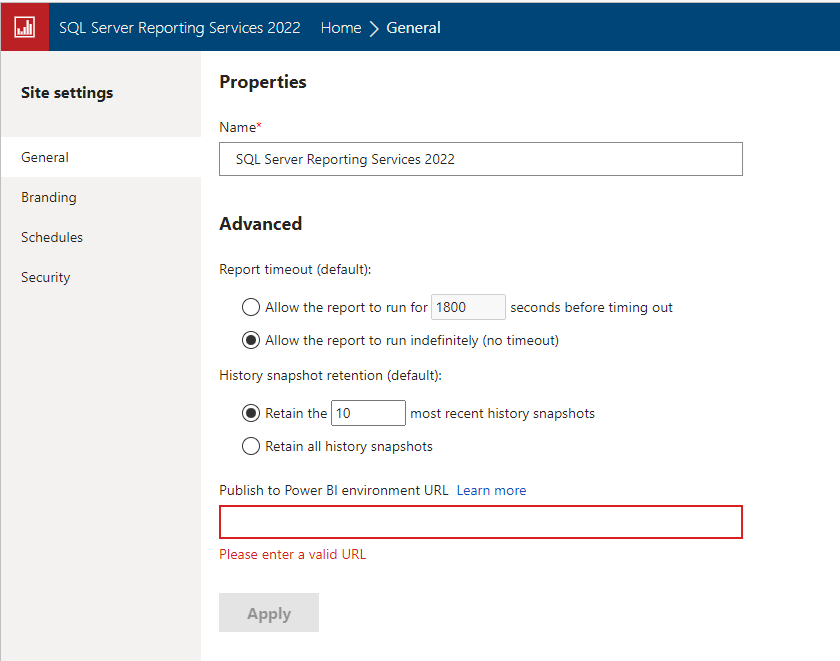 SQL Server Reporting Services 2022 Home > General
Site settings
General
Branding
Schedules
Security
Properties
Name*
SQL Server Reporting Services 2022
Advanced
Report timeout (default):
Allow the report to run for 1800 seconds before timing out
Allow the report to run indefinitely (no timeout)
History snapshot retention (default):
Retain the 10 most recent history snapshots
Retain all history snapshots
Publish to Power BI environment URL Learn more
Please enter a valid URL
Apply